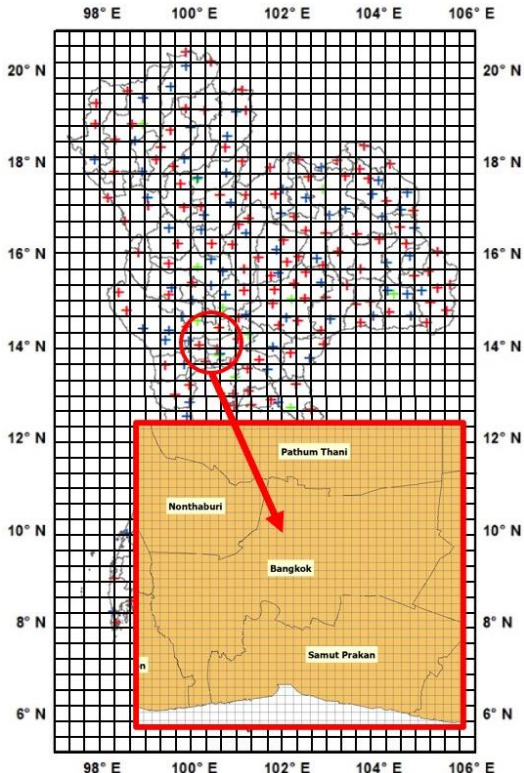 98° E 100° E 102° E 104° E 106° E
20° N 20° N
18° N 18° N
16° N 16° N
14° N 14° N
12° N 12° N
Pathum Thani
Nonthaburi
10° N 10° N
Bangkok
8° N 8° N
Samut Prakan
n
6° N 6° N
98° E 100° E 102° E 104° E 106° E